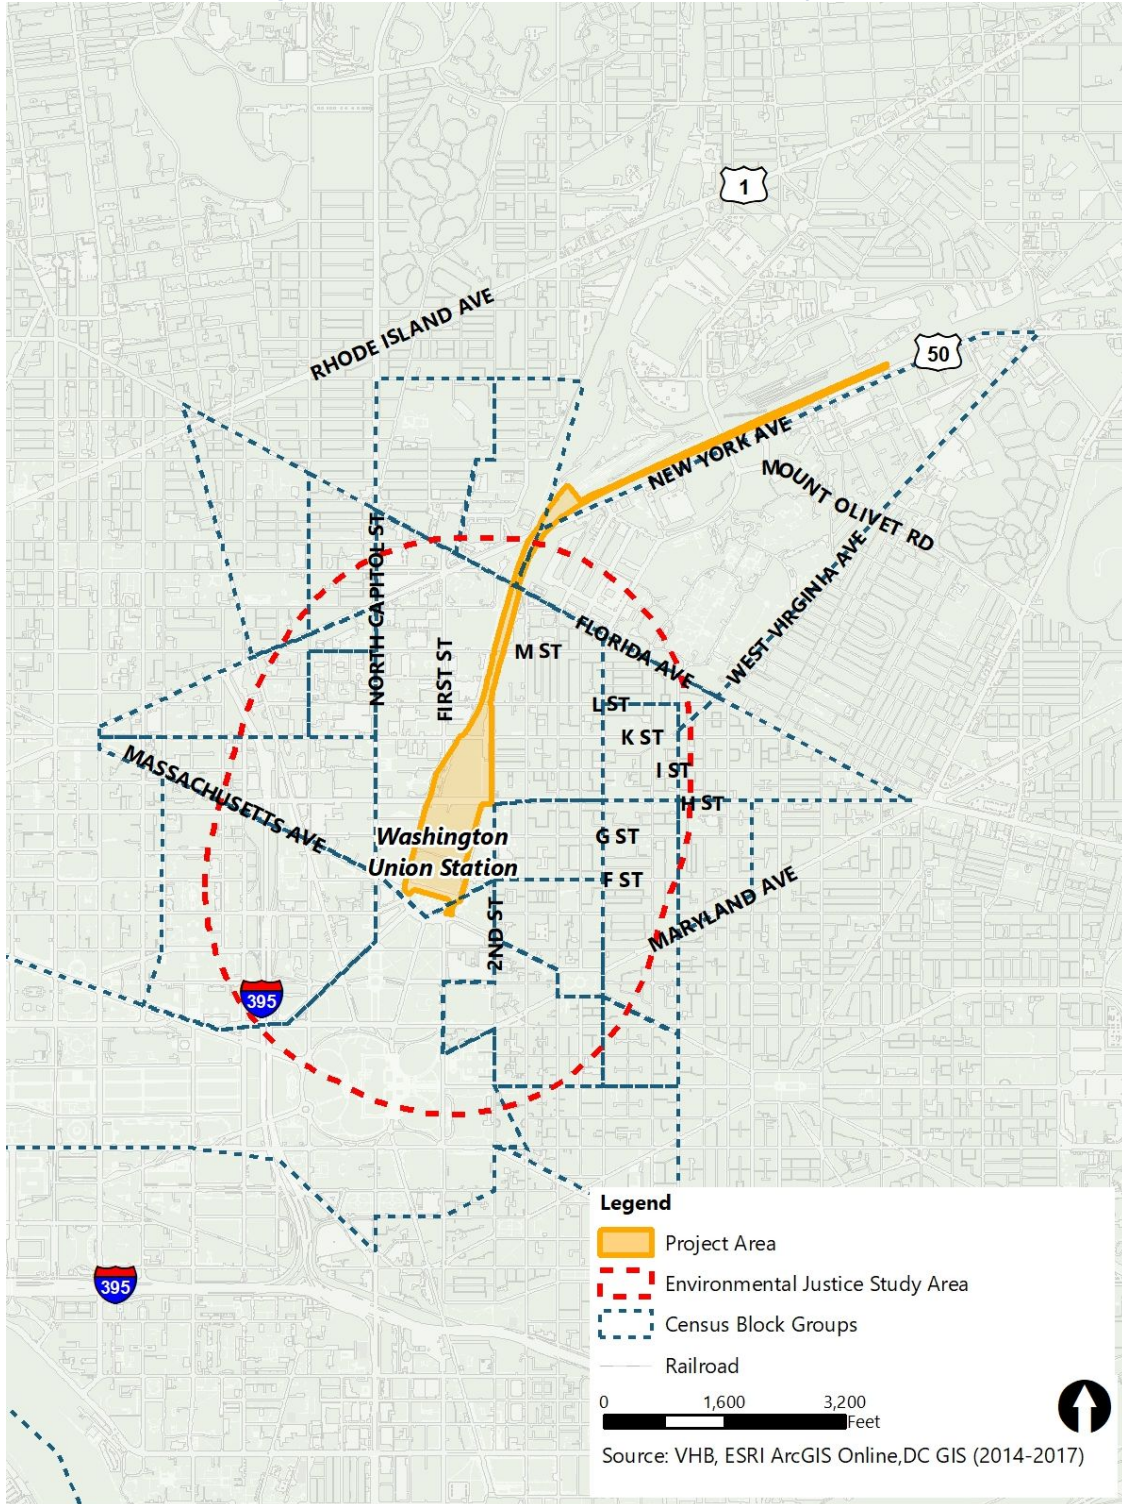 1
RHODE ISLAND AVE
50
NEW YORK AVE
MOUNT OLIVET RD
NORTH CAPITOL ST
WEST VIRGINIA AVE
FLORIDA AVE
FIRST ST
M ST
L ST
K ST
I ST
MASSACHUSETTS AVE
H ST
Washington
Union Station
G ST
F ST
MARYLAND AVE
2ND ST
395
395
Legend
Project Area
Environmental Justice Study Area
Census Block Groups
Railroad
0 1,600 3,200
Feet
Source: VHB, ESRI ArcGIS Online,DC GIS (2014-2017)